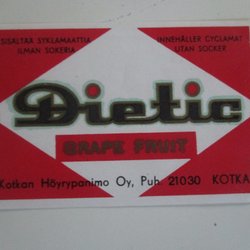 SISÄLTÄÄ SYKLAMAATTIA
ILMAN SOKERIA
INNEHÅLLER CYCLAMAT
UTAN SOCKER
Dietic
GRAPE FRUIT
Kotkan Höyrypanimo Oy, Puh. 21030 KOTKA